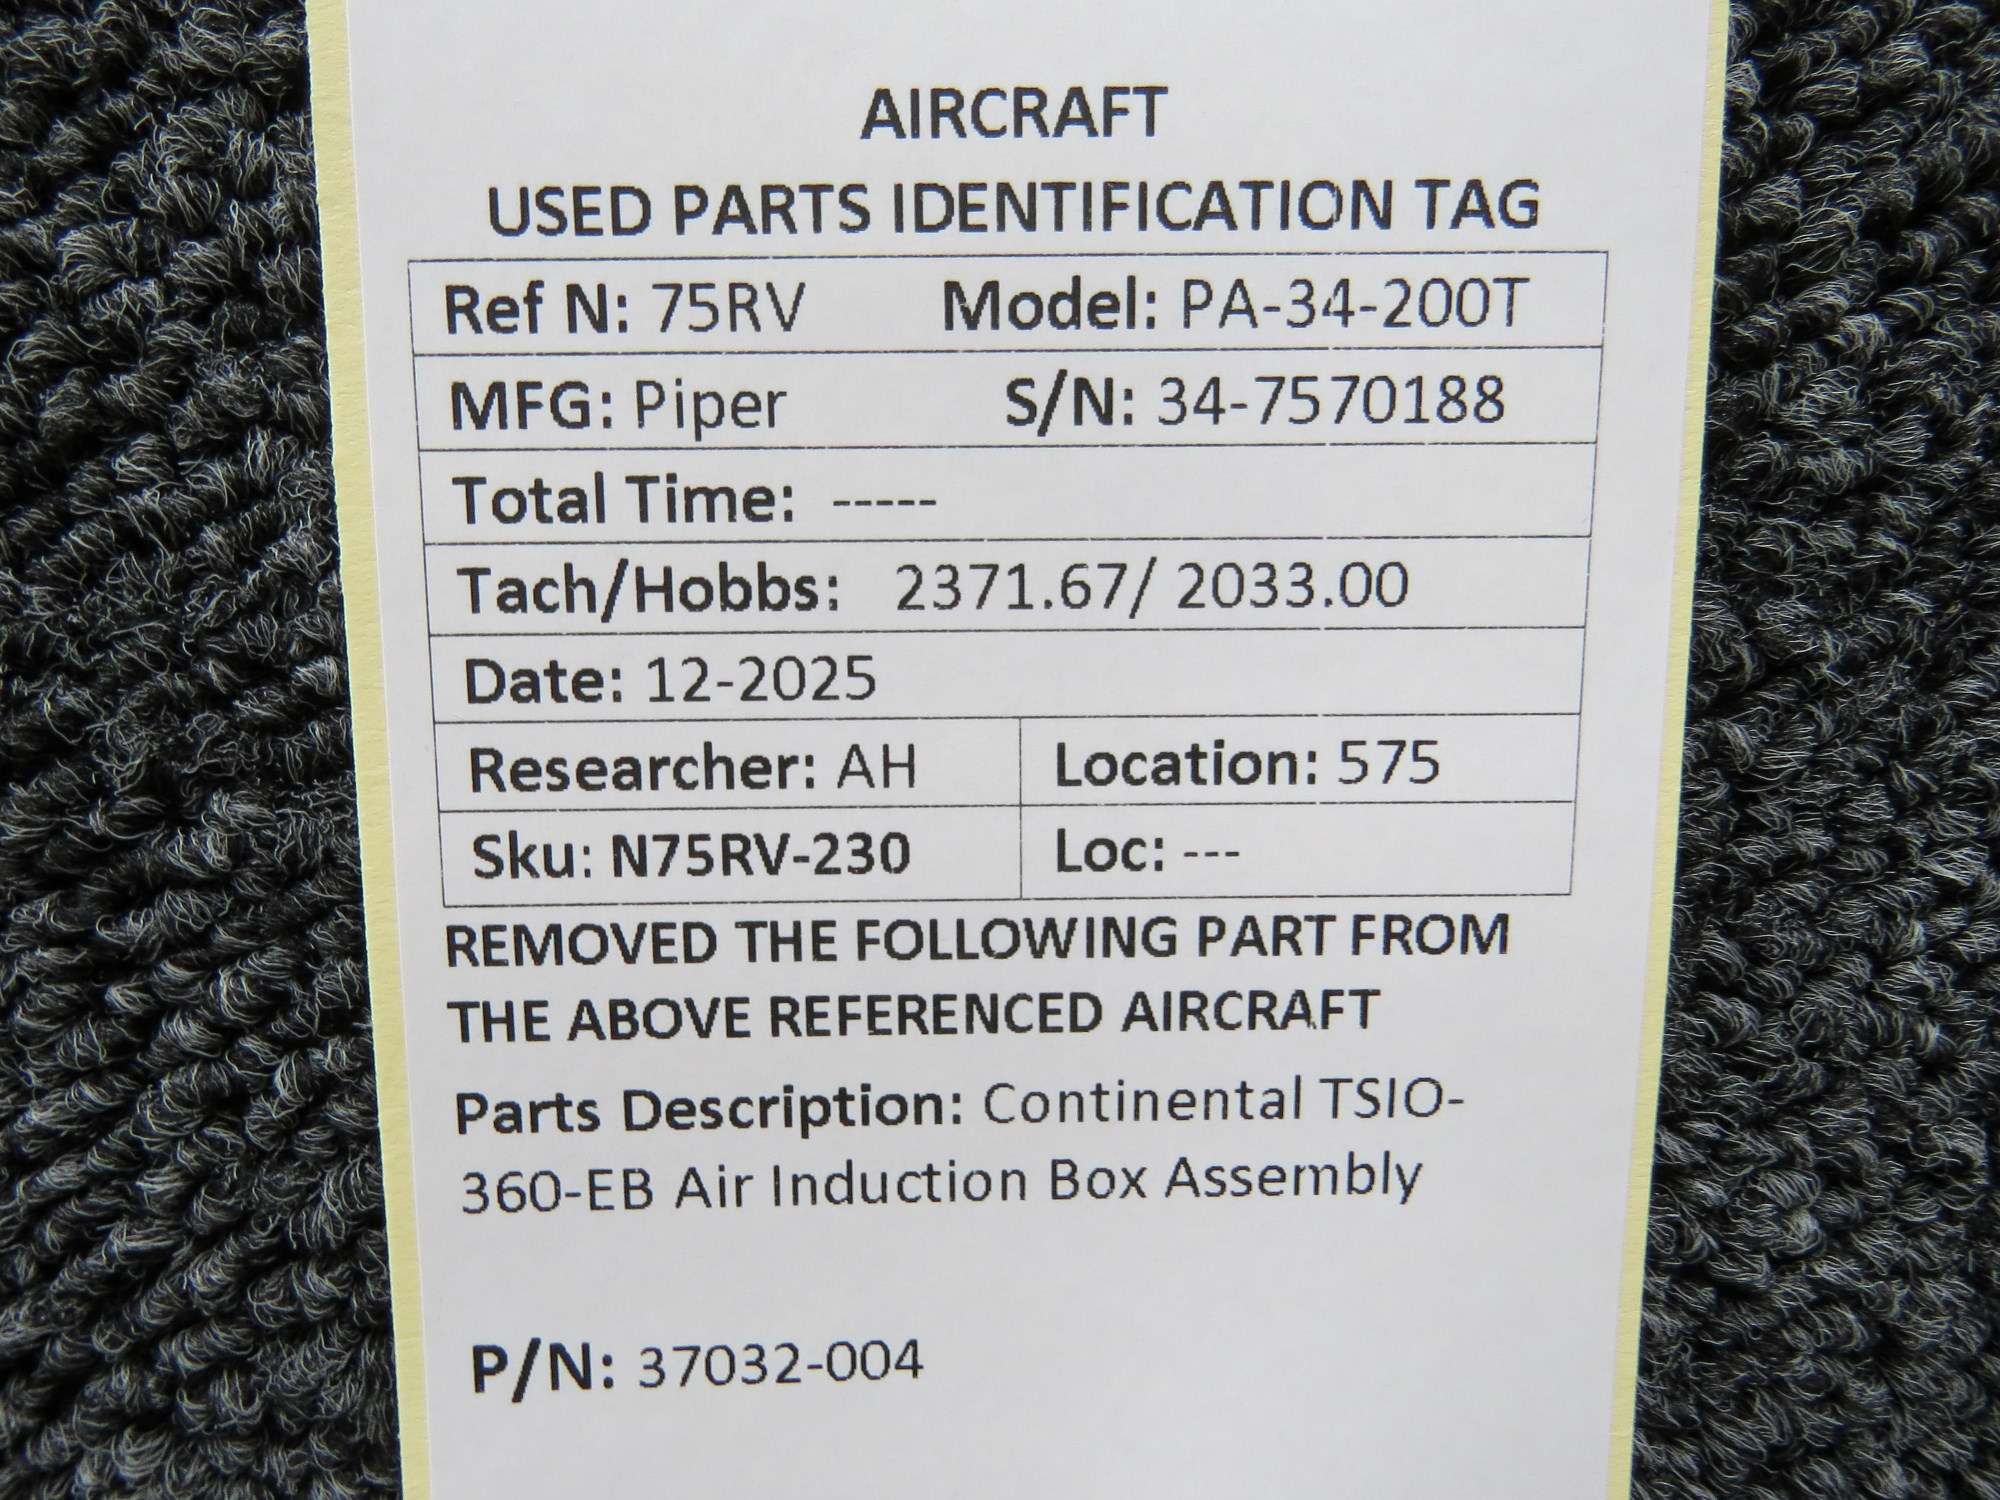 AIRCRAFT
USED PARTS IDENTIFICATION TAG
Ref N: 75RV Model: PA-34-200T
MFG: Piper S/N: 34-7570188
Total Time: -----
Tach/Hobbs: 2371.67/ 2033.00
Date: 12-2025
Researcher: AH Location: 575
Sku: N75RV-230 Loc: ---
REMOVED THE FOLLOWING PART FROM
THE ABOVE REFERENCED AIRCRAFT
Parts Description: Continental TSIO-
360-EB Air Induction Box Assembly
P/N: 37032-004